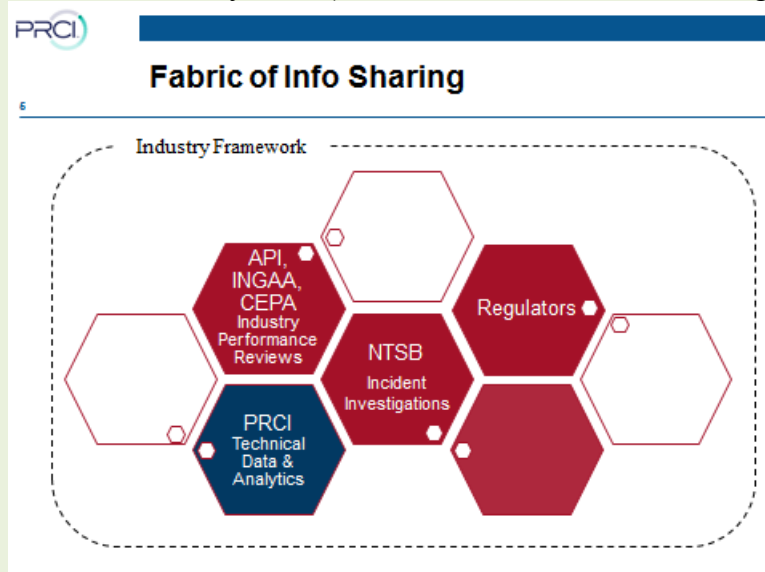 PRCI
Fabric of Info Sharing
6
Industry Framework
API,
INGAA,
CEPA
Industry
Performance
Reviews
NTSB
Incident
Investigations
Regulators
PRCI
Technical
Data &
Analytics